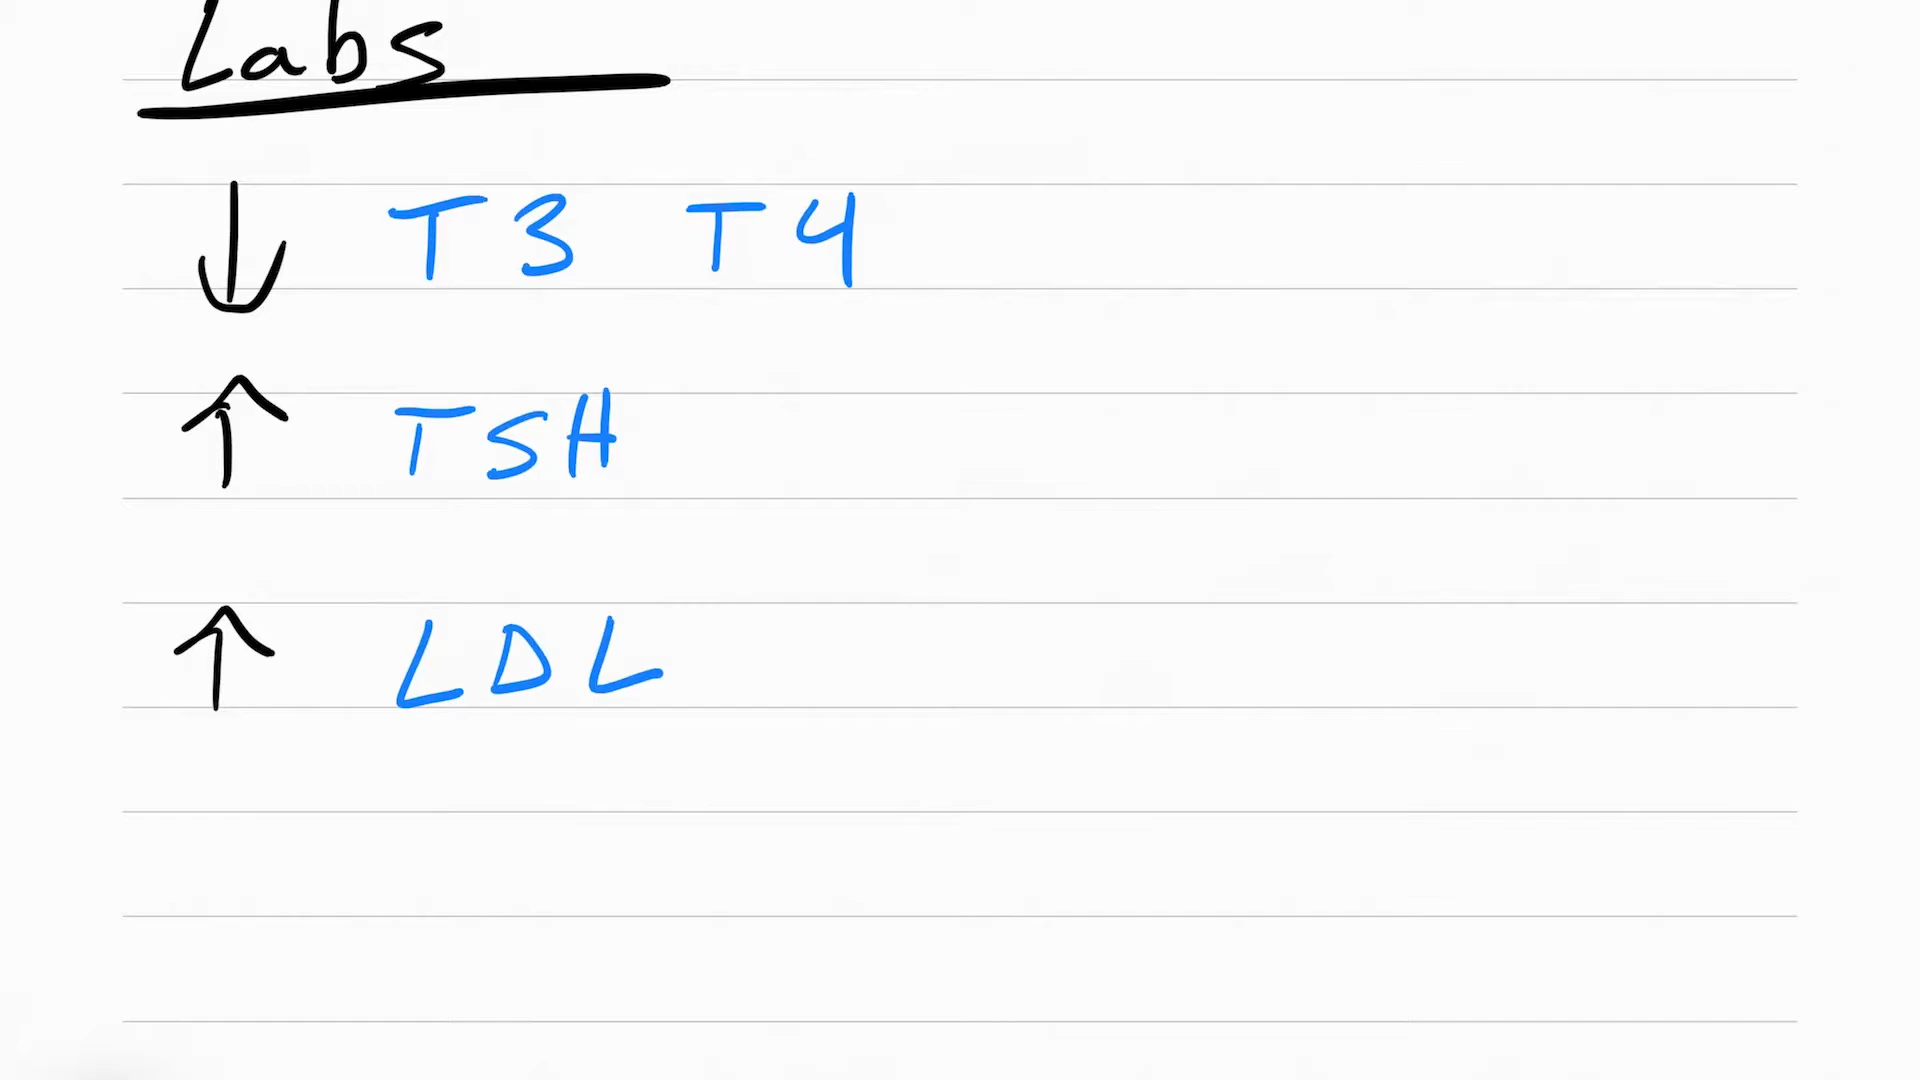 Labs
↓ T3 T4
↑ TSH
↑ LDL